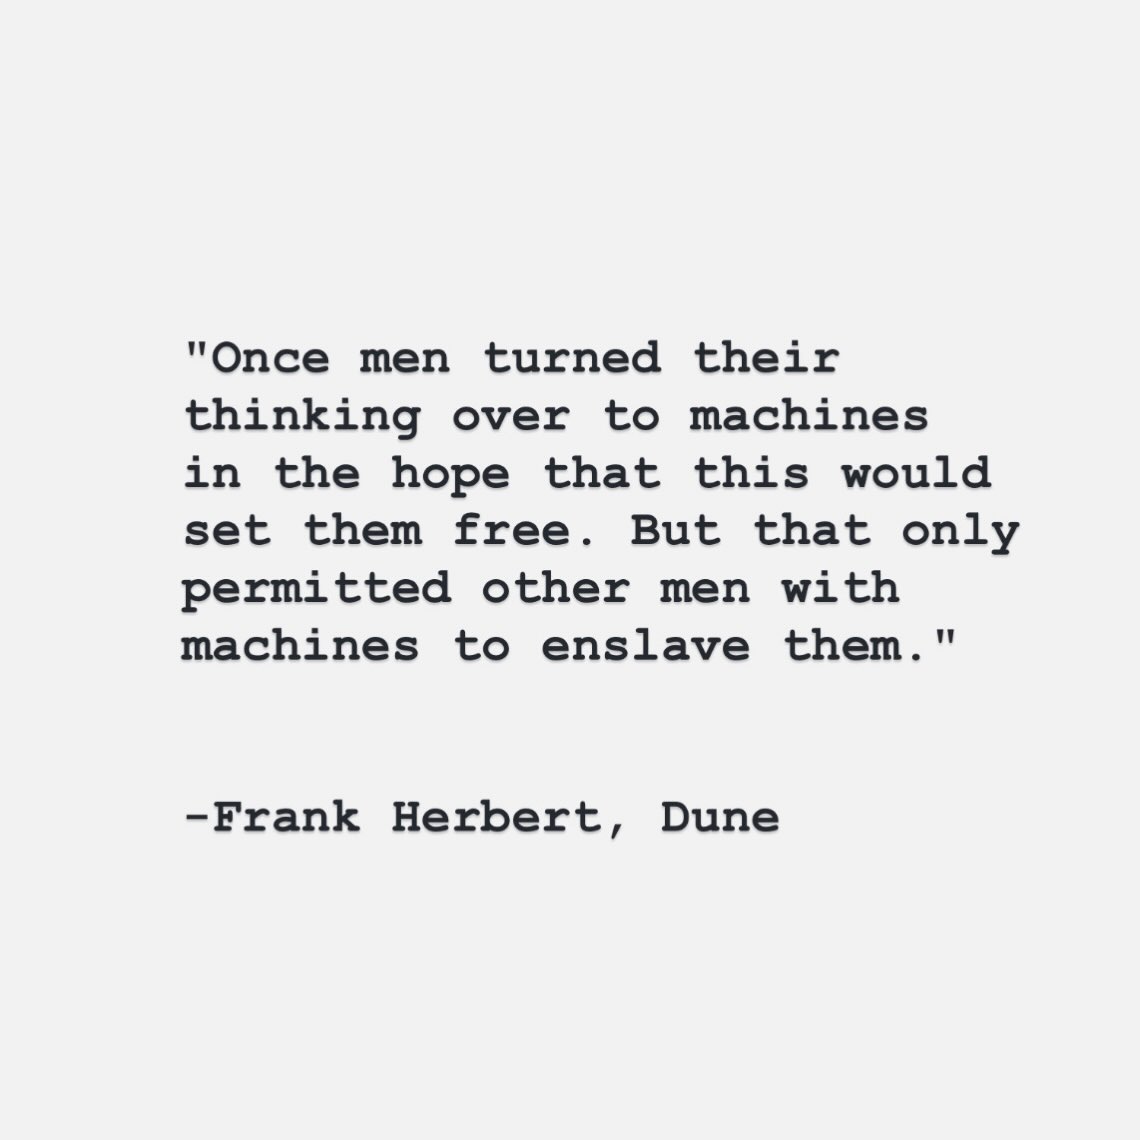 "Once men turned their
thinking over to machines
in the hope that this would
set them free. But that only
permitted other men with
machines to enslave them."
-Frank Herbert, Dune